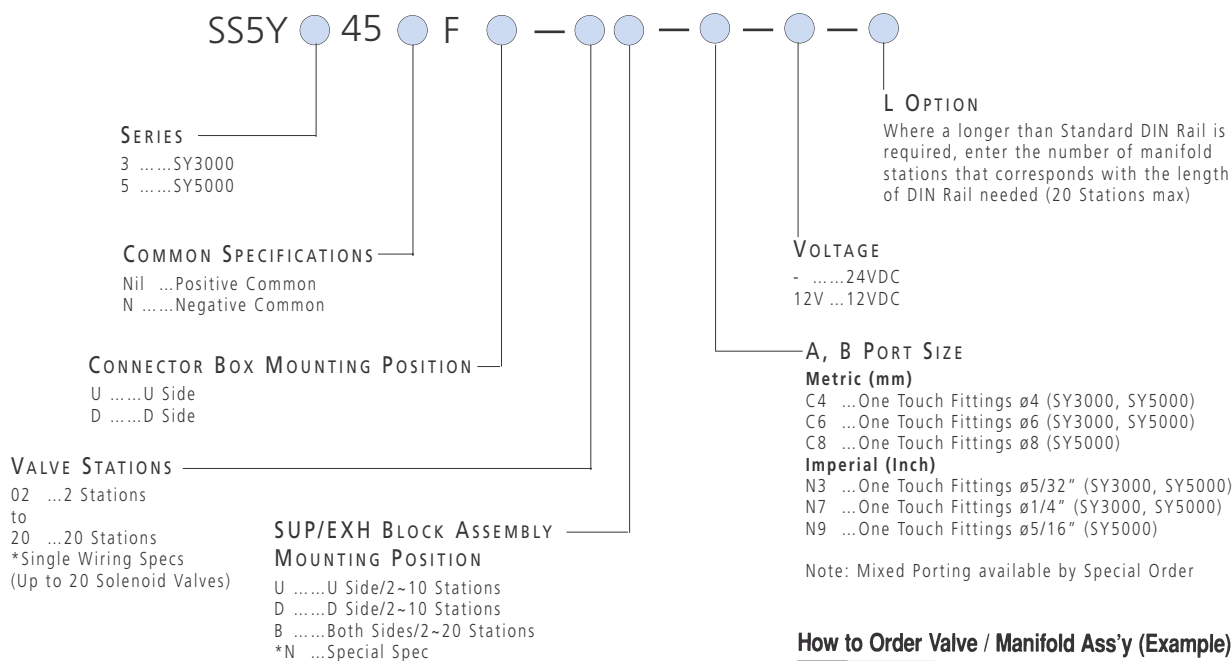 SS5Y 45 F — — — —
SERIES
3 ......SY3000
5 ......SY5000
COMMON SPECIFICATIONS
Nil ...Positive Common
N ......Negative Common
CONNECTOR BOX MOUNTING POSITION
U ......U Side
D ......D Side
VALVE STATIONS
02 ...2 Stations
to
20 ...20 Stations
*Single Wiring Specs
(Up to 20 Solenoid Valves)
SUP/EXH BLOCK ASSEMBLY
MOUNTING POSITION
U ......U Side/2~10 Stations
D ......D Side/2~10 Stations
B ......Both Sides/2~20 Stations
*N ...Special Spec
L OPTION
Where a longer than Standard DIN Rail is
required, enter the number of manifold
stations that corresponds with the length
of DIN Rail needed (20 Stations max)
VOLTAGE
- ......24VDC
12V ...12VDC
A, B PORT SIZE
Metric (mm)
C4 ...One Touch Fittings ø4 (SY3000, SY5000)
C6 ...One Touch Fittings ø6 (SY3000, SY5000)
C8 ...One Touch Fittings ø8 (SY5000)
Imperial (Inch)
N3 ...One Touch Fittings ø5/32" (SY3000, SY5000)
N7 ...One Touch Fittings ø1/4" (SY3000, SY5000)
N9 ...One Touch Fittings ø5/16" (SY5000)
Note: Mixed Porting available by Special Order
How to Order Valve / Manifold Ass'y (Example)